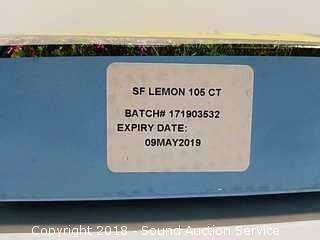 SF LEMON 105 CT
BATCH# 171903532
EXPIRY DATE:
09MAY2019
Copyright 2018 - Sound Auction Service